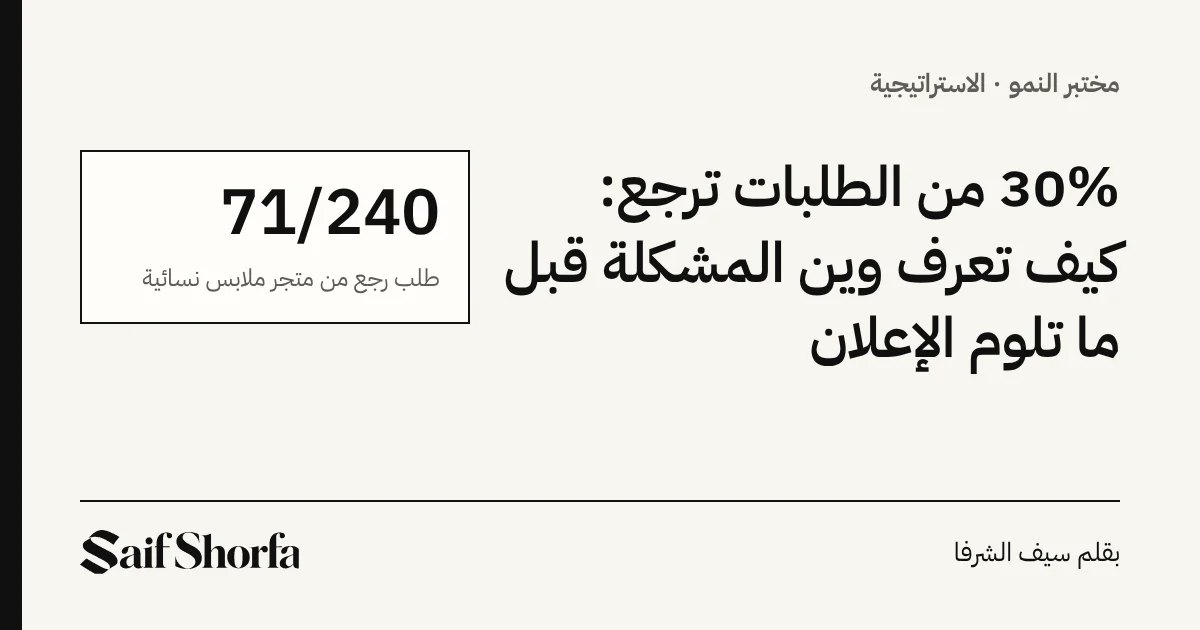 مختبر النمو · الاستراتيجية
30% من الطلبات ترجع:
كيف تعرف وين المشكلة قبل
ما تلوم الإعلان
71/240
طلب رجع من متجر ملابس نسائية
بقلم سيف الشرفا
Saif Shorfa